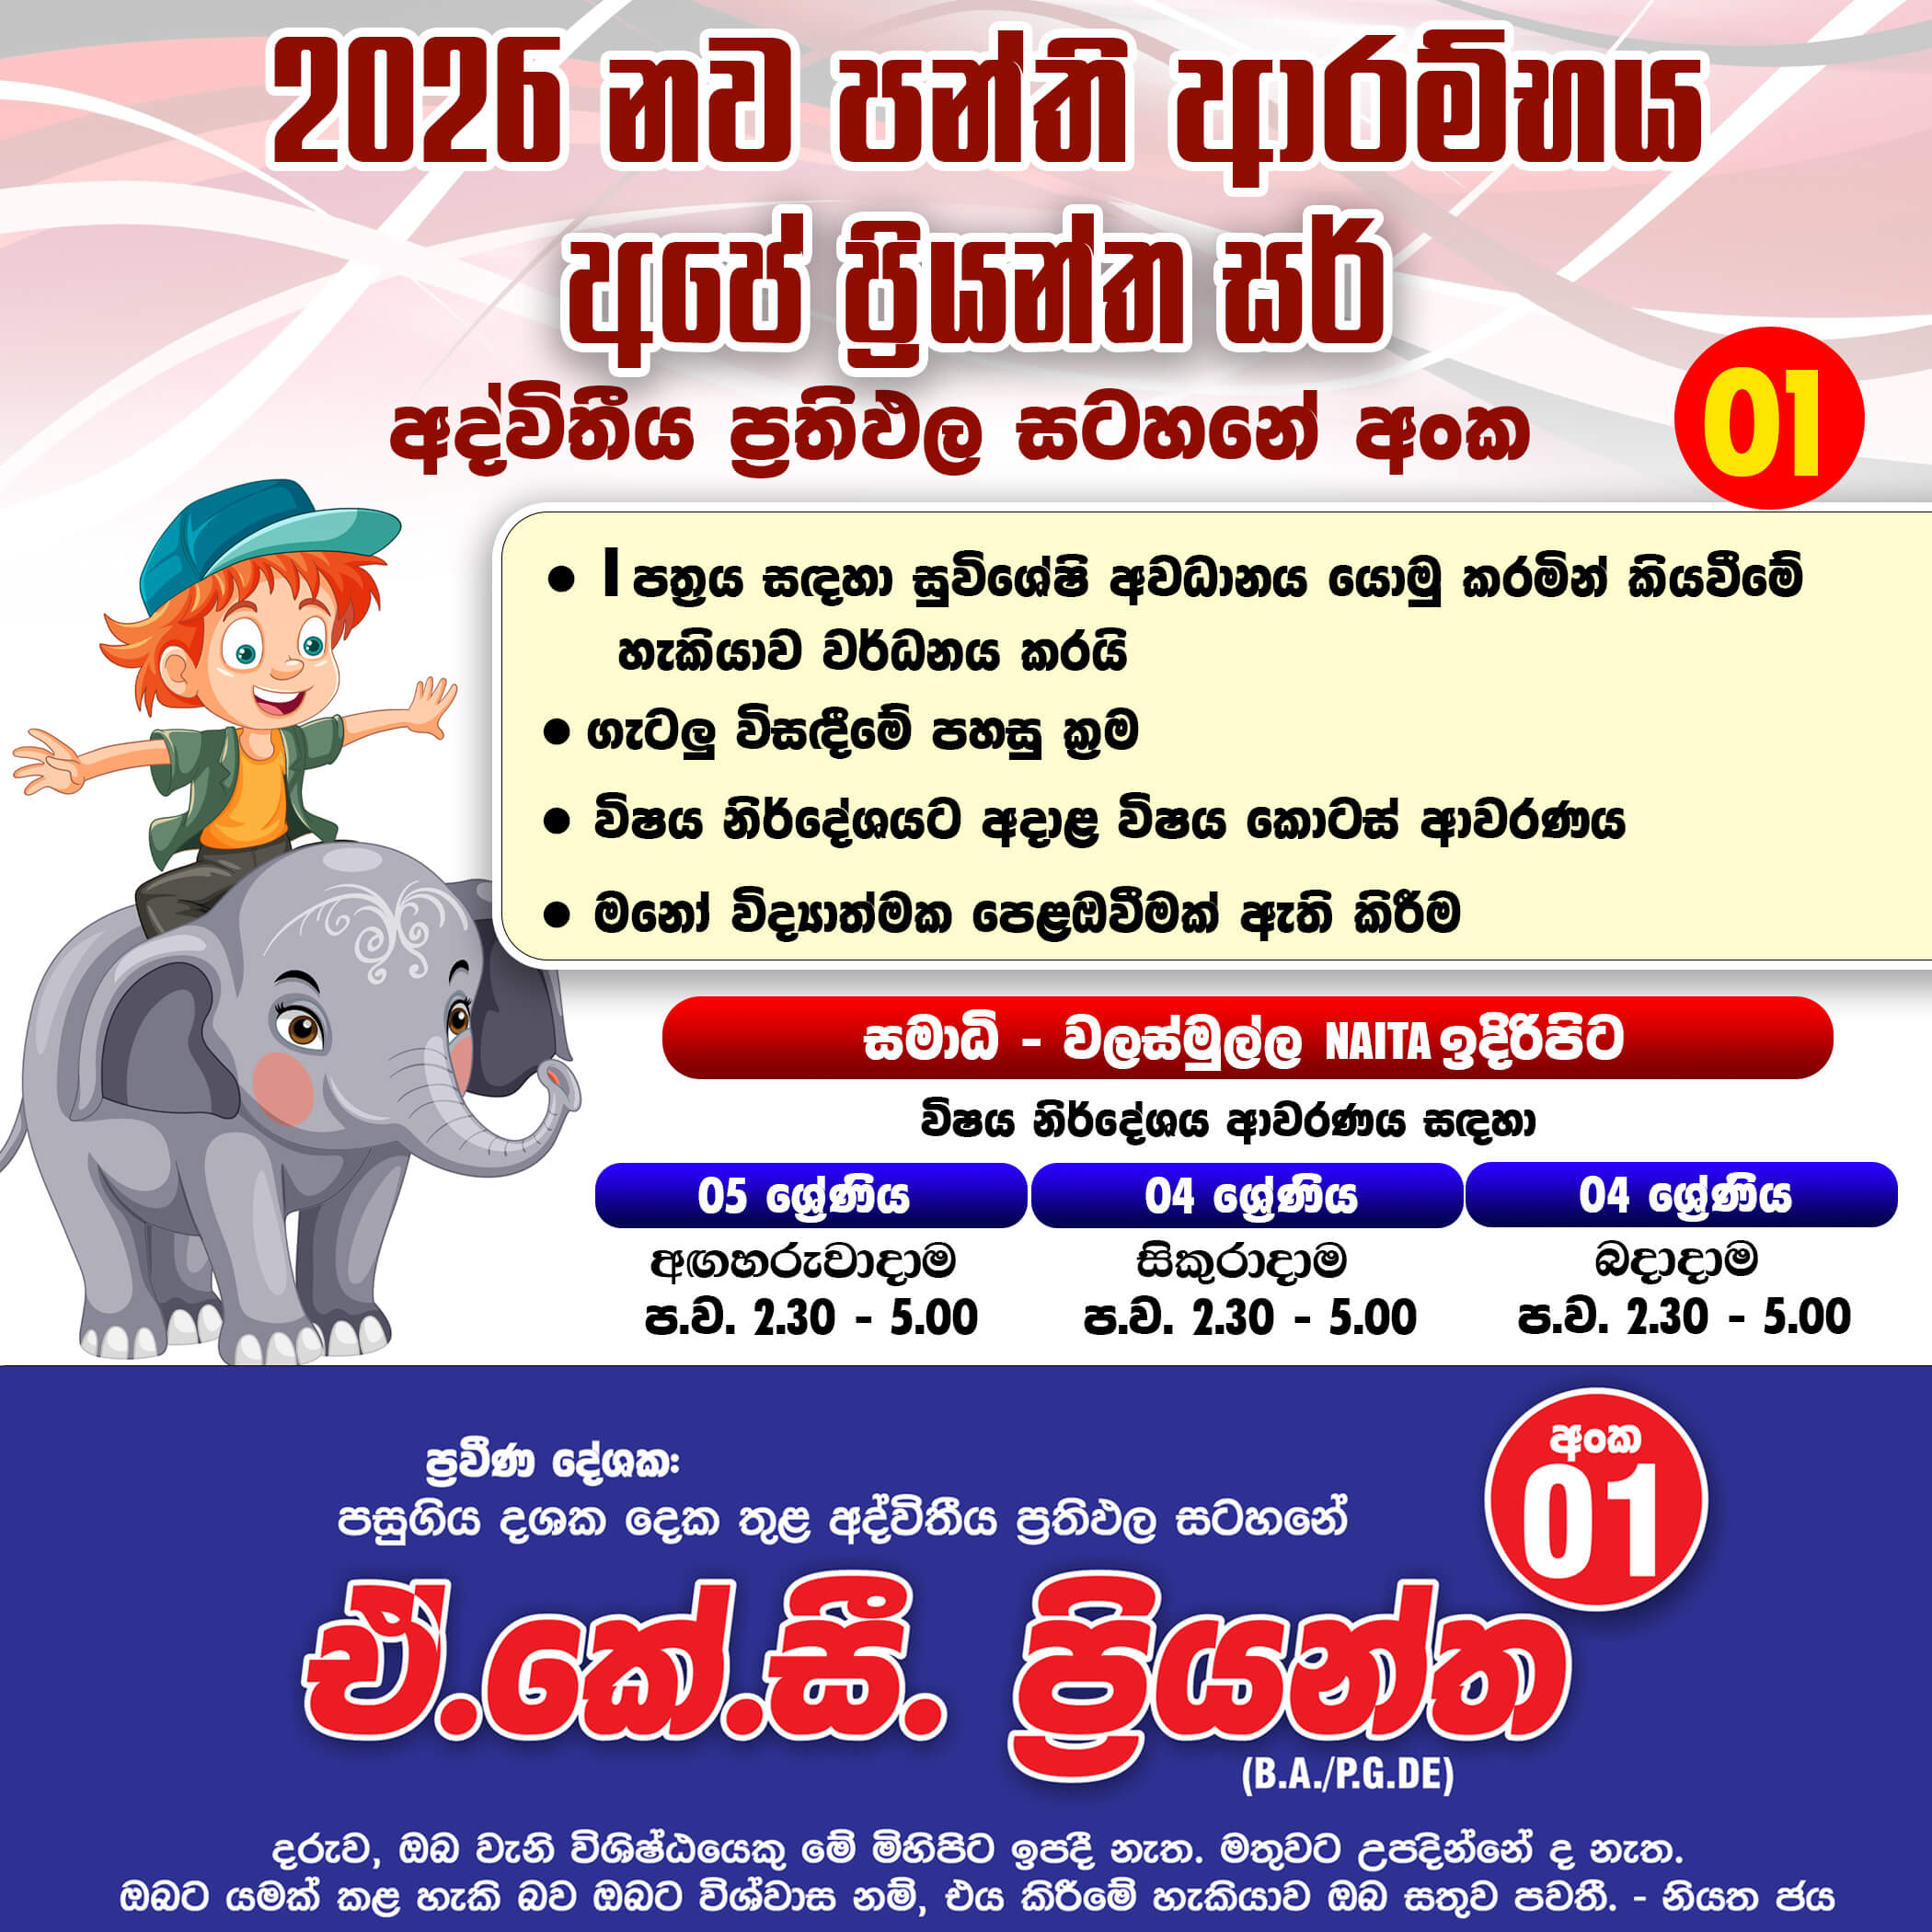 2026 නව පන්ති ආරම්භය
අපේ ප්‍රියන්ත සර්
අද්විතීය ප්‍රතිඵල සටහනේ අංක 01
• I පත්‍රය සඳහා සුවිශේෂි අවධානය යොමු කරමින් කියවීමේ
හැකියාව වර්ධනය කරයි
• ගැටලු විසඳීමේ පහසු ක්‍රම
• විෂය නිර්දේශයට අදාළ විෂය කොටස් ආවරණය
• මනෝ විද්‍යාත්මක පෙළඹවීමක් ඇති කිරීම
සමාධි - වලස්මුල්ල NAITA ඉදිරිපිට
විෂය නිර්දේශය ආවරණය සඳහා
05 ශ්‍රේණිය 04 ශ්‍රේණිය 04 ශ්‍රේණිය
අඟහරුවාදාම සිකුරාදාම බදාදාම
ප.ව. 2.30 - 5.00 ප.ව. 2.30 - 5.00 ප.ව. 2.30 - 5.00
ප්‍රවීණ දේශක:
පසුගිය දශක දෙක තුළ අද්විතීය ප්‍රතිඵල සටහනේ
අංක
01
ඒ.කේ.සී. ප්‍රියන්ත
(B.A./P.G.DE)
දරුව, ඔබ වැනි විශිෂ්ඨයෙකු මේ මිහිපිට ඉපදී නැත. මතුවට උපදින්නේ ද නැත.
ඔබට යමක් කළ හැකි බව ඔබට විශ්වාස නම්, එය කිරීමේ හැකියාව ඔබ සතුව පවතී. - නියත ජය